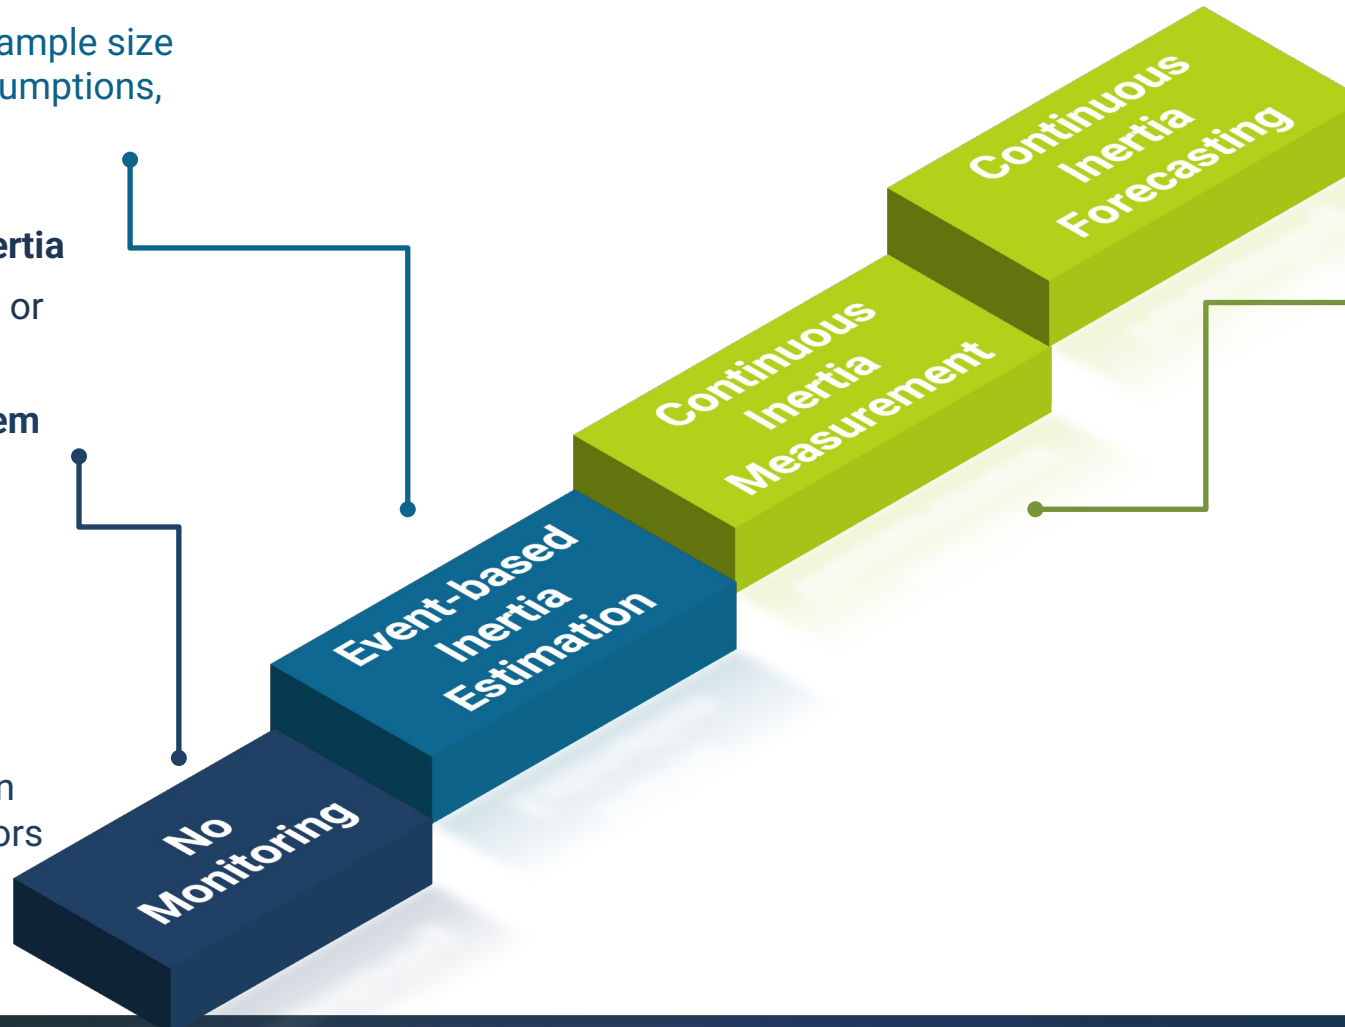 ample size
umptions,
ertia
or
em
n
ors
Continuous
Inertia
Forecasting
Continuous
Inertia
Measurement
Event-based
Inertia
Estimation
No
Monitoring